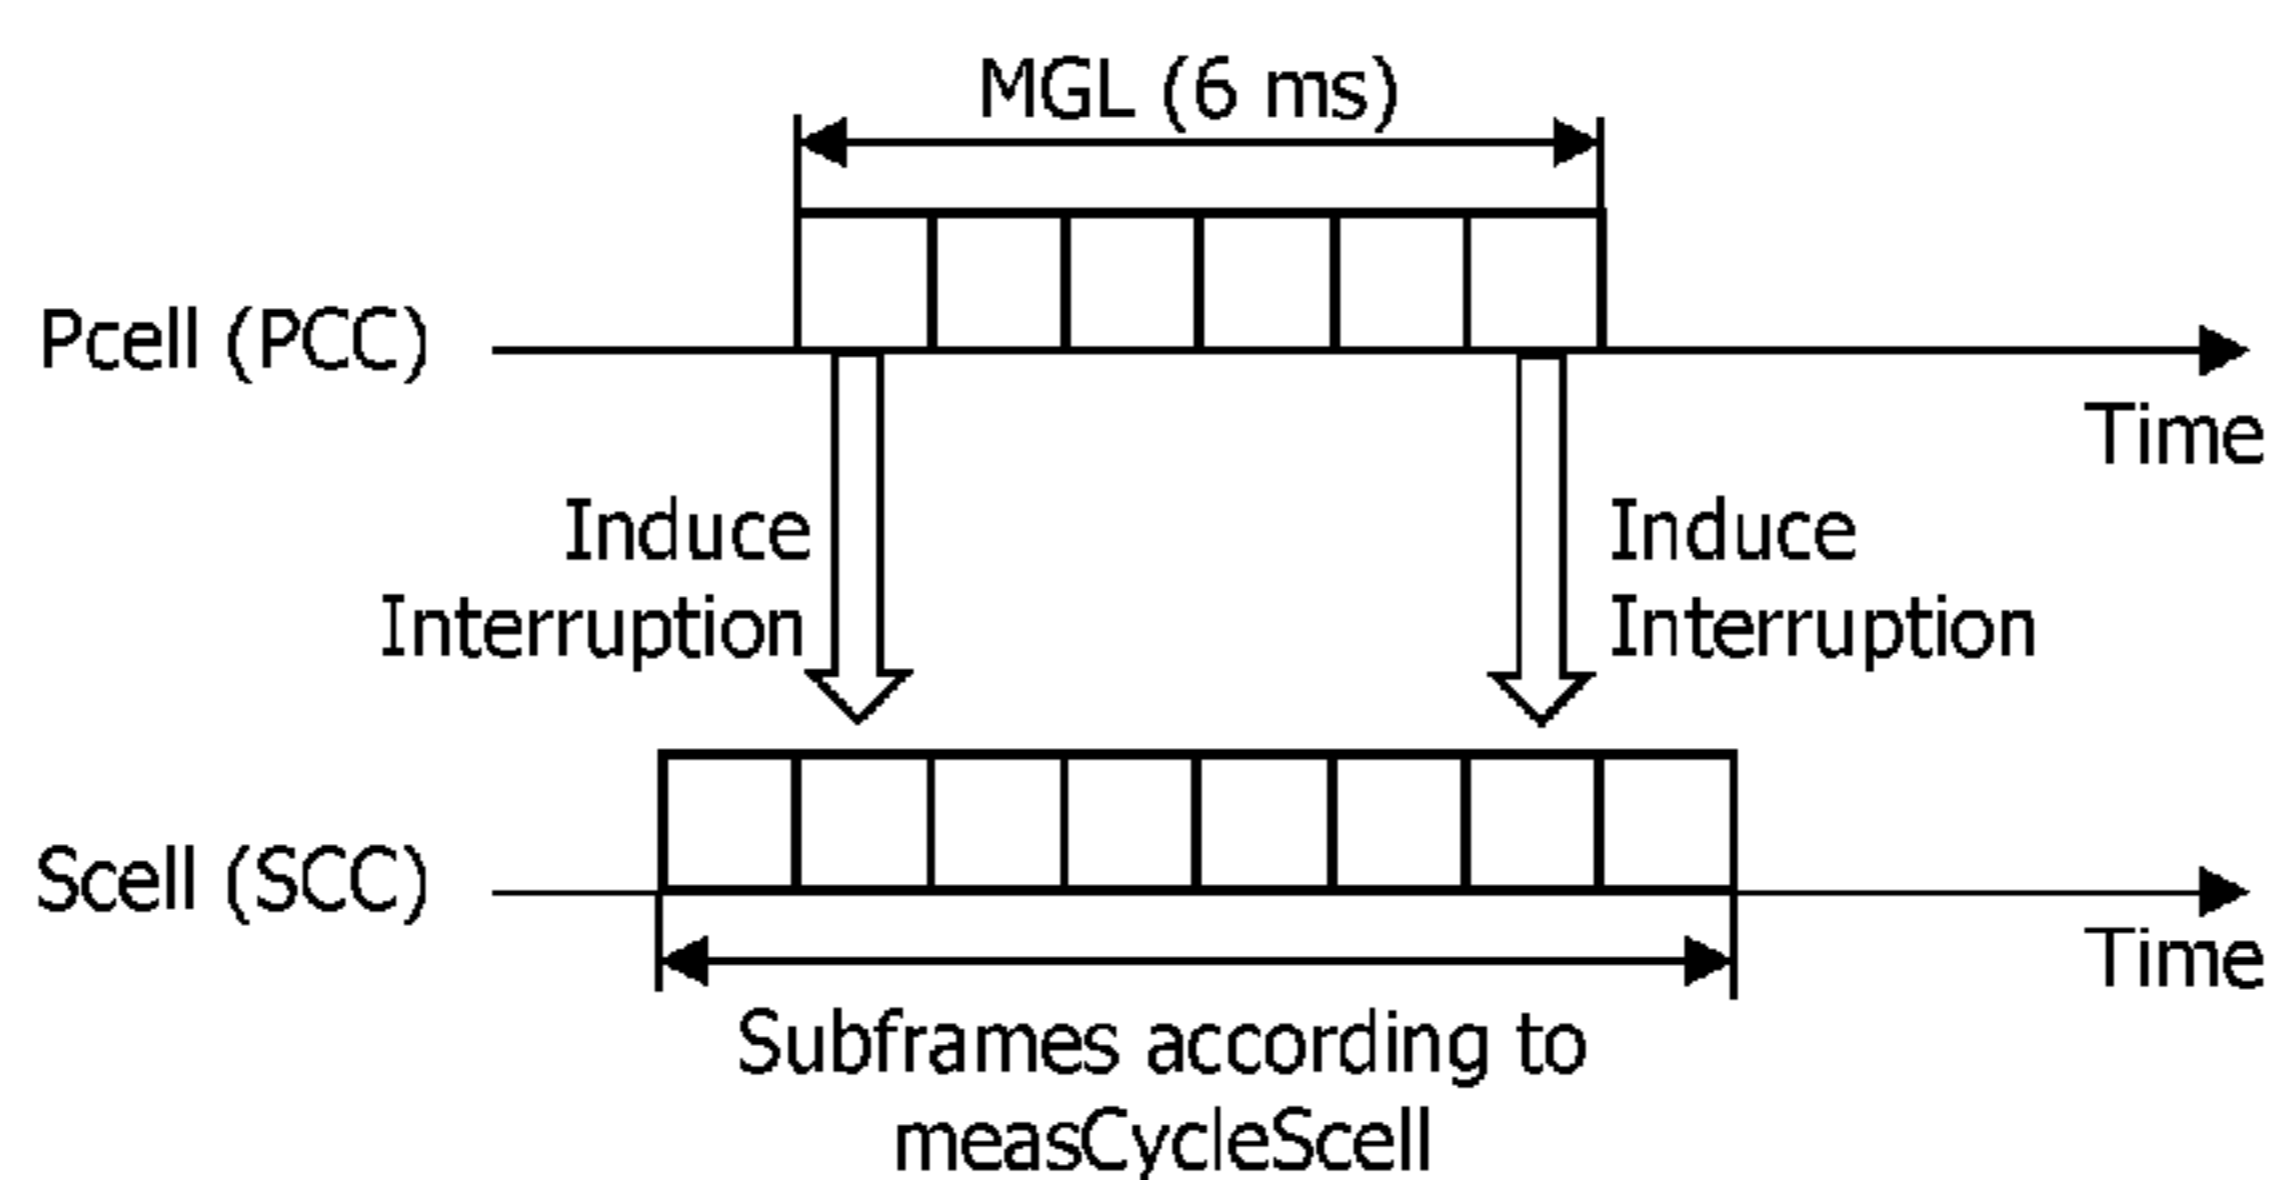 MGL (6 ms)
Pcell (PCC)
Time
Induce
Interruption
Induce
Interruption
Scell (SCC)
Time
Subframes according to
measCycleScell